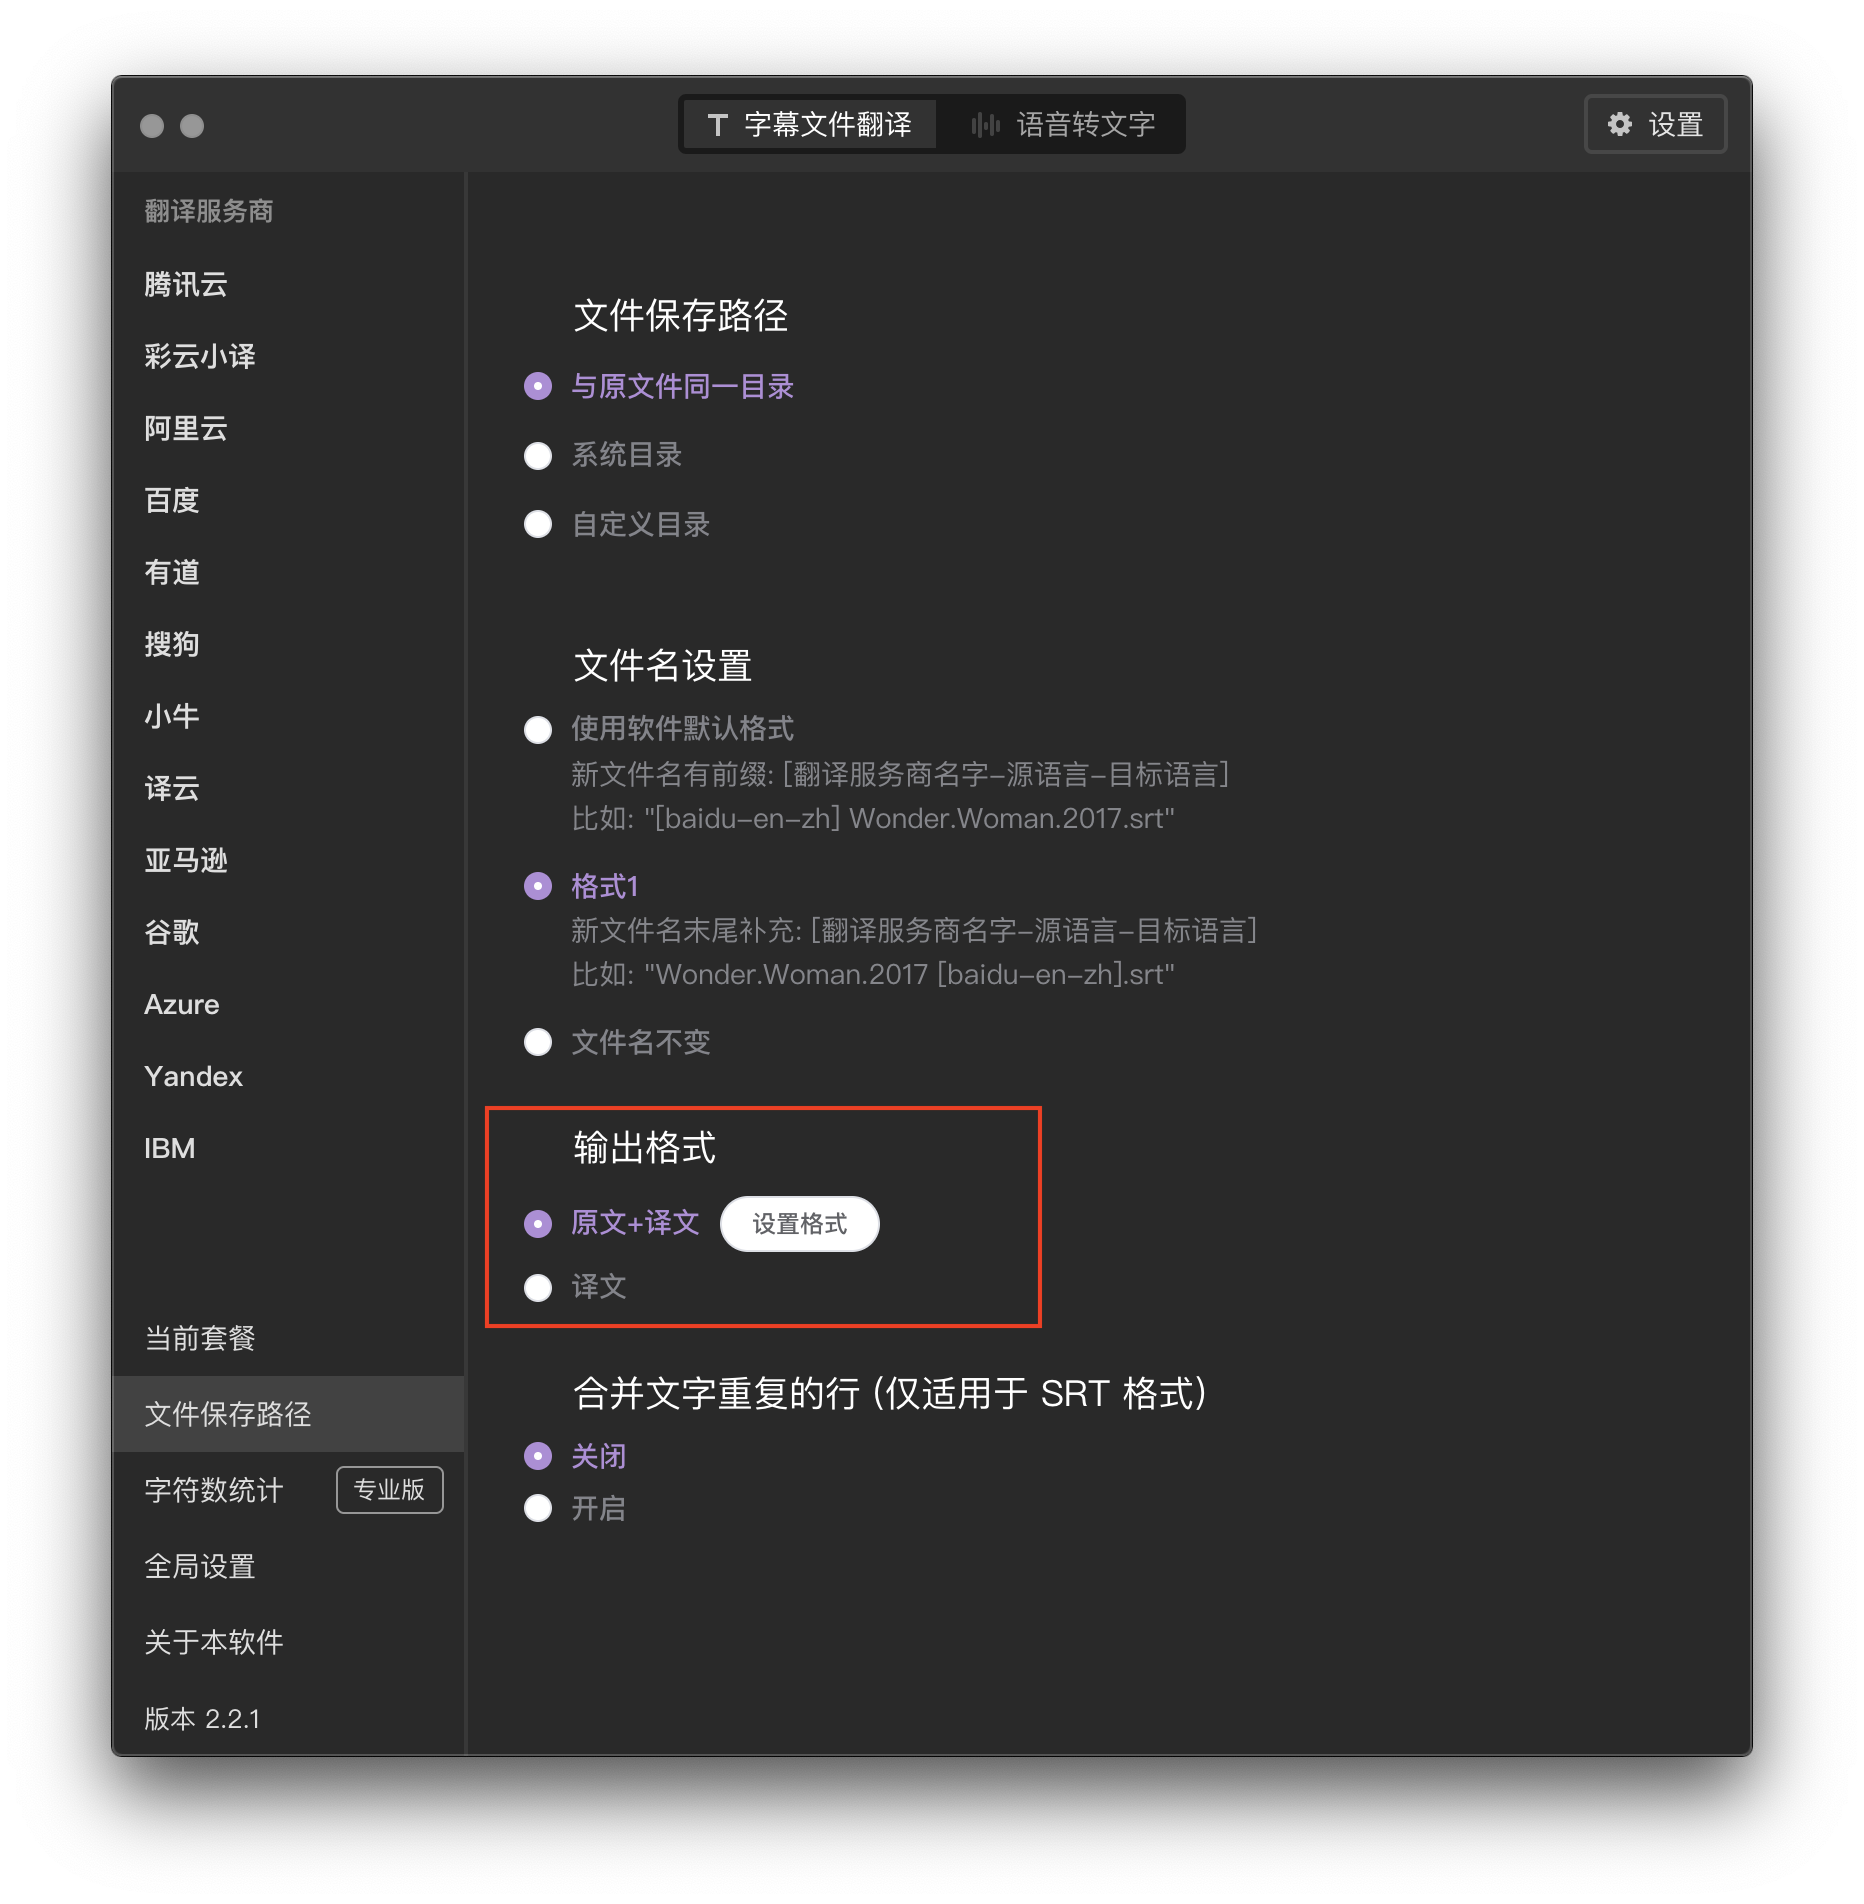 字幕文件翻译
语音转文字
设置
翻译服务商
腾讯云
彩云小译
阿里云
百度
有道
搜狗
小牛
译云
亚马逊
谷歌
Azure
Yandex
IBM
当前套餐
文件保存路径
字符数统计 专业版
全局设置
关于本软件
版本 2.2.1
文件保存路径
与原文件同一目录
系统目录
自定义目录
文件名设置
使用软件默认格式
新文件名有前缀: [翻译服务商名字-源语言-目标语言]
比如: "[baidu-en-zh] Wonder.Woman.2017.srt"
格式1
新文件名末尾补充: [翻译服务商名字-源语言-目标语言]
比如: "Wonder.Woman.2017 [baidu-en-zh].srt"
文件名不变
输出格式
原文+译文 设置格式
译文
合并文字重复的行 (仅适用于 SRT 格式)
关闭
开启